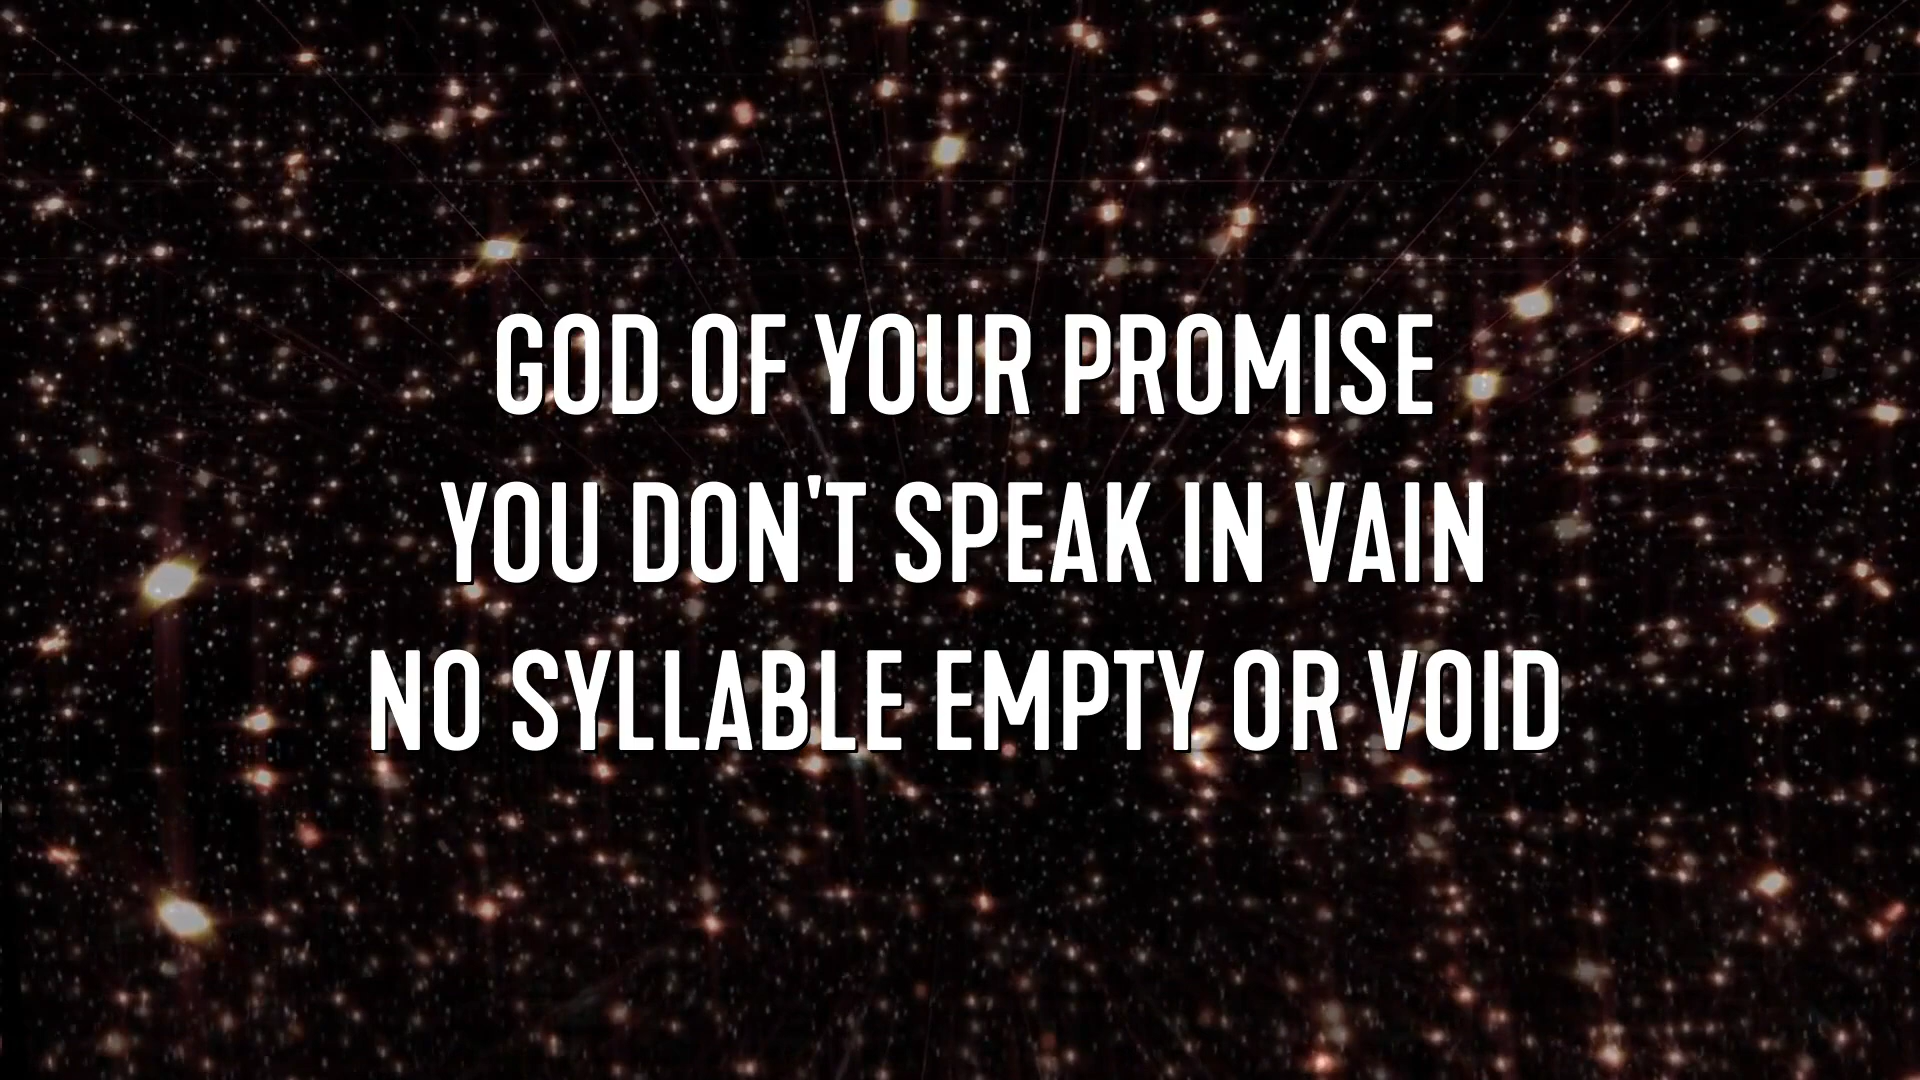 GOD OF YOUR PROMISE
YOU DON'T SPEAK IN VAIN
NO SYLLABLE EMPTY OR VOID